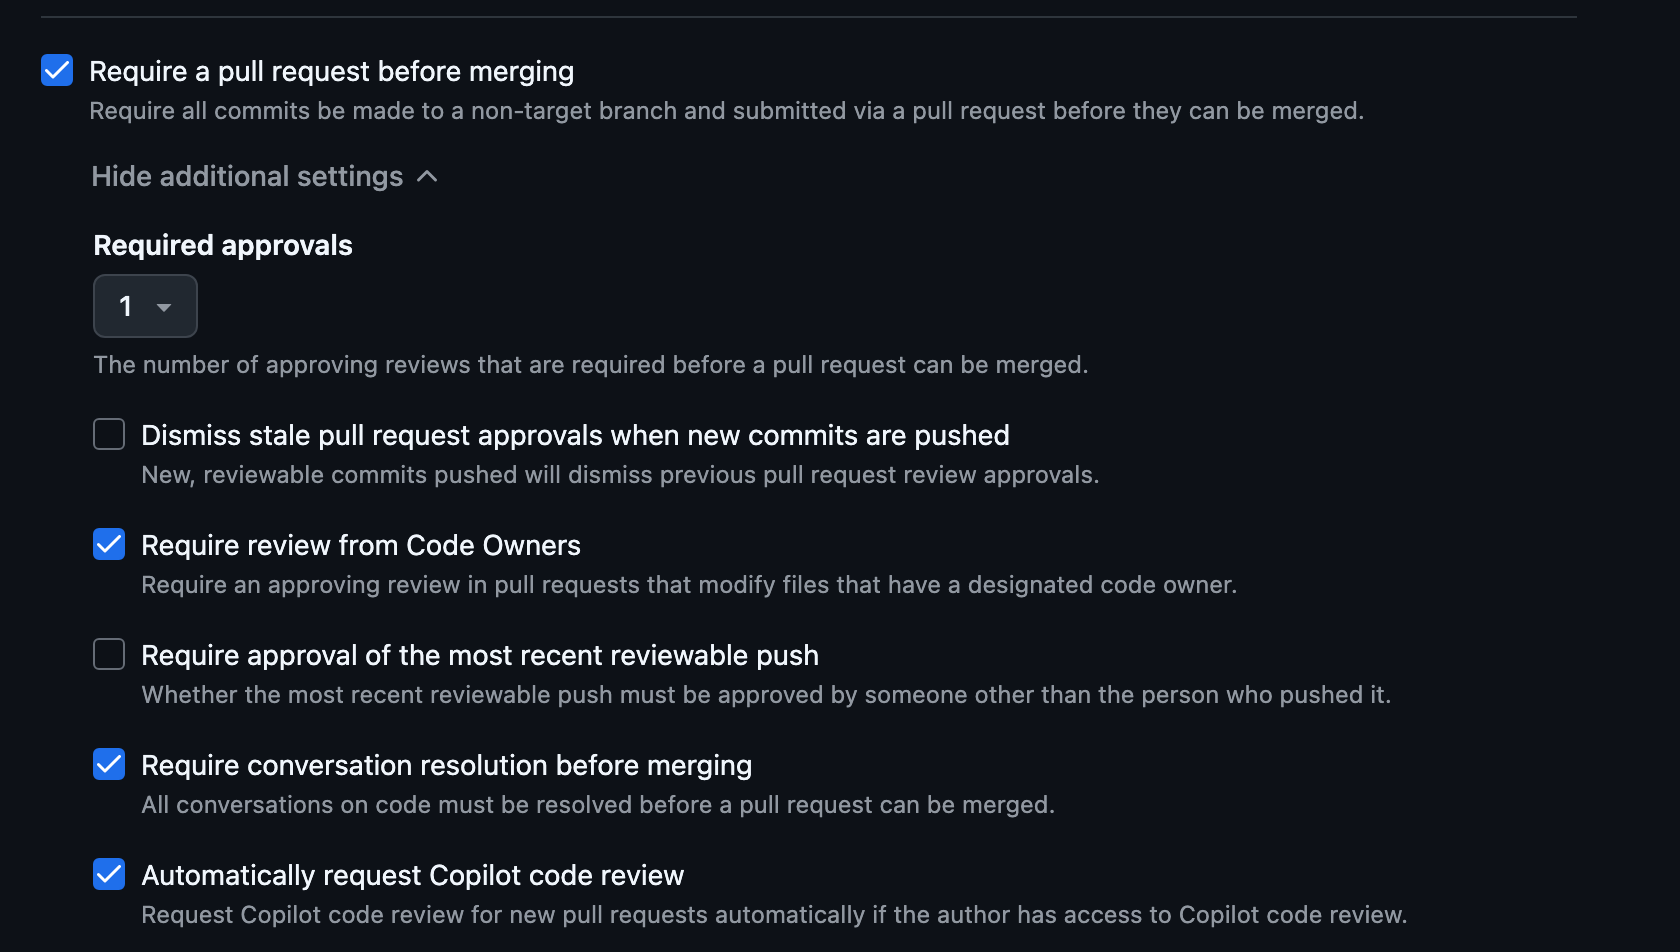 Require a pull request before merging
Require all commits be made to a non-target branch and submitted via a pull request before they can be merged.
Hide additional settings
Required approvals
1
The number of approving reviews that are required before a pull request can be merged.
Dismiss stale pull request approvals when new commits are pushed
New, reviewable commits pushed will dismiss previous pull request review approvals.
Require review from Code Owners
Require an approving review in pull requests that modify files that have a designated code owner.
Require approval of the most recent reviewable push
Whether the most recent reviewable push must be approved by someone other than the person who pushed it.
Require conversation resolution before merging
All conversations on code must be resolved before a pull request can be merged.
Automatically request Copilot code review
Request Copilot code review for new pull requests automatically if the author has access to Copilot code review.